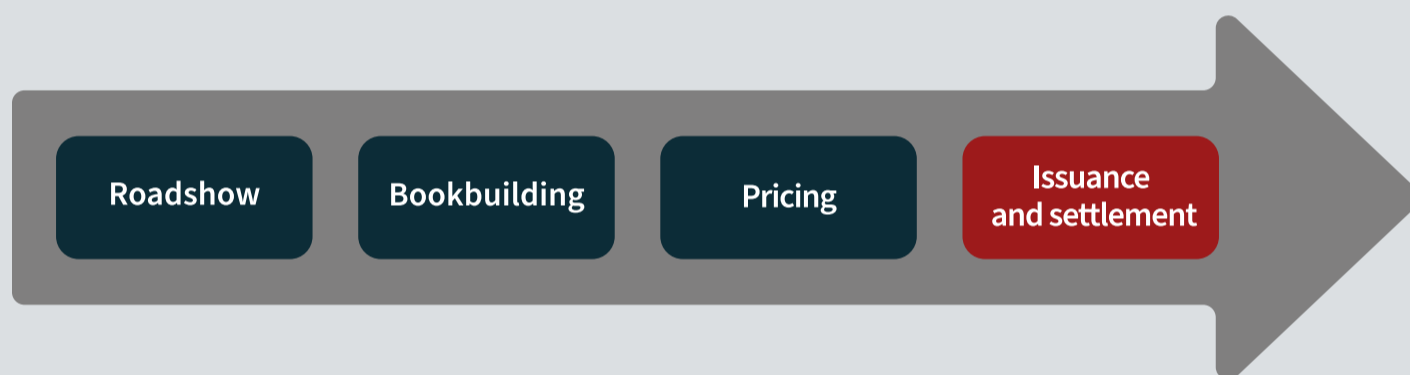 Roadshow
Bookbuilding
Pricing
Issuance
and settlement